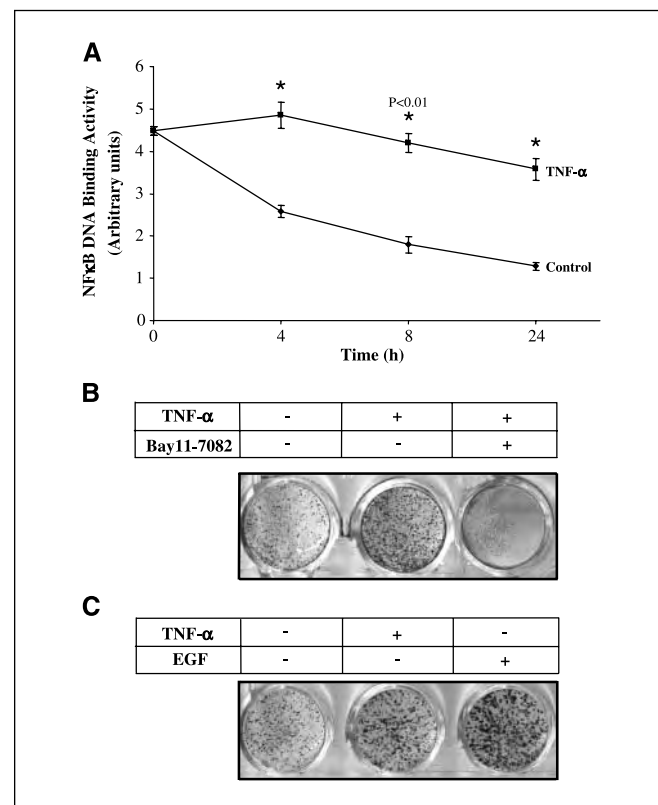 A
NFκB DNA Binding Activity
(Arbitrary units)
6
5
4
3
2
1
0
*
P<0.01
*
*
TNF-α
Control
0 4 8 24
Time (h)
B
TNF-α - + +
Bay11-7082 - - +
C
TNF-α - + -
EGF - - +